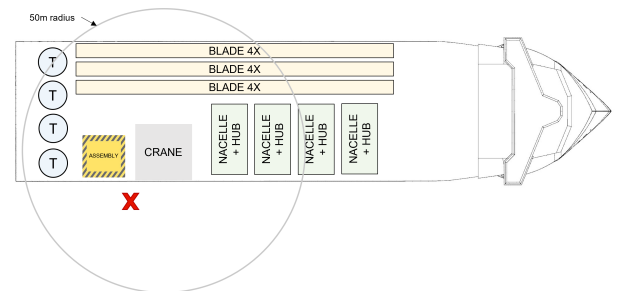 50m radius
BLADE 4X
BLADE 4X
BLADE 4X
T
T
T
T
ASSEMBLY
CRANE
NACELLE
+ HUB
NACELLE
+ HUB
NACELLE
+ HUB
NACELLE
+ HUB
X